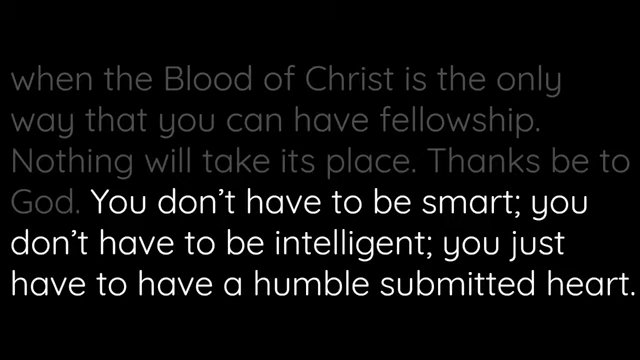 when the Blood of Christ is the only
way that you can have fellowship.
Nothing will take its place. Thanks be to
God. You don't have to be smart; you
don't have to be intelligent; you just
have to have a humble submitted heart.